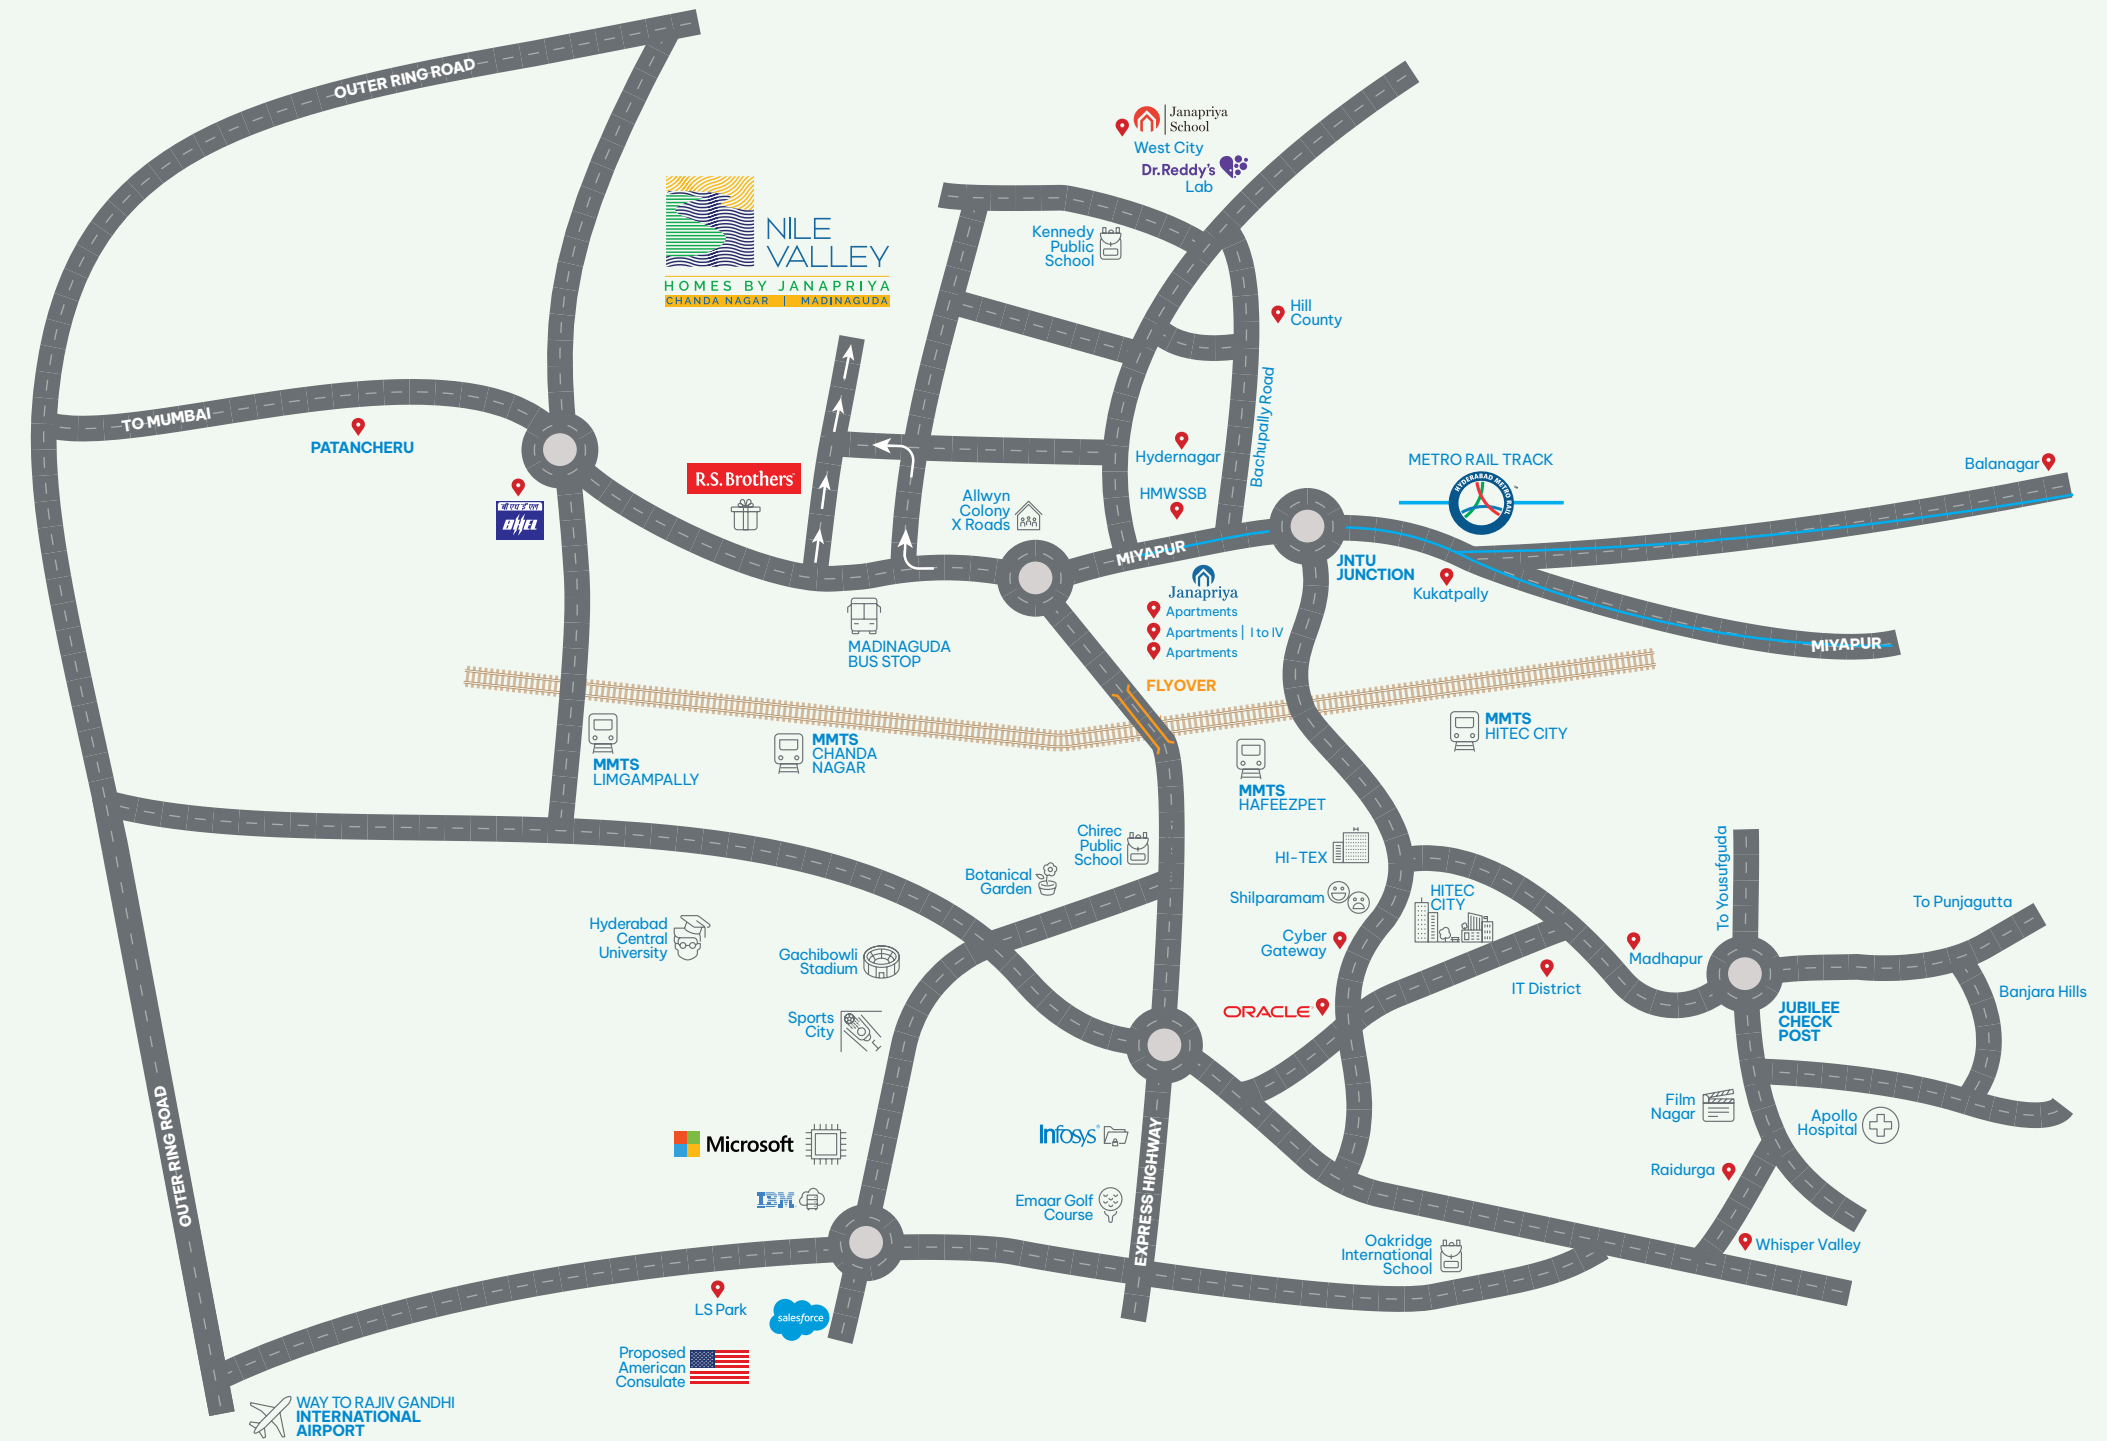 OUTER RING ROAD
Janapriya
School
West City
Dr.Reddy's
Lab
NILE
VALLEY
HOMES BY JANAPRIYA
CHANDA NAGAR | MADINAGUDA
Kennedy
Public
School
Hill
County
Bachupally Road
TO MUMBAI
PATANCHERU
बी एच ई एल
BHEL
R.S. Brothers
Allwyn
Colony
X Roads
Hydernagar
HMWSSB
METRO RAIL TRACK
HYDERABAD METRO RAIL
Balanagar
MIYAPUR
JNTU
JUNCTION
Kukatpally
MIYAPUR
Janapriya
Apartments
Apartments | I to IV
Apartments
MADINAGUDA
BUS STOP
FLYOVER
MMTS
LIMGAMPALLY
MMTS
CHANDA
NAGAR
MMTS
HAFEEZPET
MMTS
HITEC CITY
Chirec
Public
School
Botanical
Garden
HI-TEX
Shilparamam
HITEC
CITY
Cyber
Gateway
ORACLE
IT District
Madhapur
To Yousufguda
To Punjagutta
Banjara Hills
JUBILEE
CHECK
POST
Hyderabad
Central
University
Gachibowli
Stadium
Sports
City
OUTER RING ROAD
Microsoft
IBM
Infosys®
Emaar Golf
Course
EXPRESS HIGHWAY
Film
Nagar
Apollo
Hospital
Raidurga
Whisper Valley
Oakridge
International
School
LS Park
salesforce
Proposed
American
Consulate
WAY TO RAJIV GANDHI
INTERNATIONAL
AIRPORT